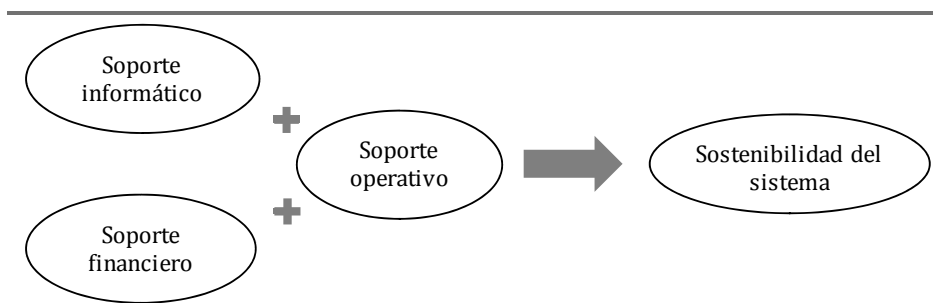 Soporte
informático
Soporte
operativo
Sostenibilidad del
sistema
Soporte
financiero